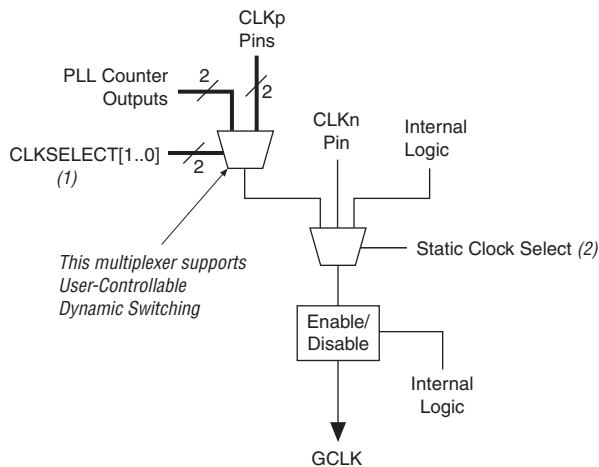 CLKp
Pins
PLL Counter
Outputs
2
2
CLKSELECT[1..0]
(1)
2
CLKn
Pin
Internal
Logic
This multiplexer supports
User-Controllable
Dynamic Switching
Static Clock Select (2)
Enable/
Disable
Internal
Logic
GCLK